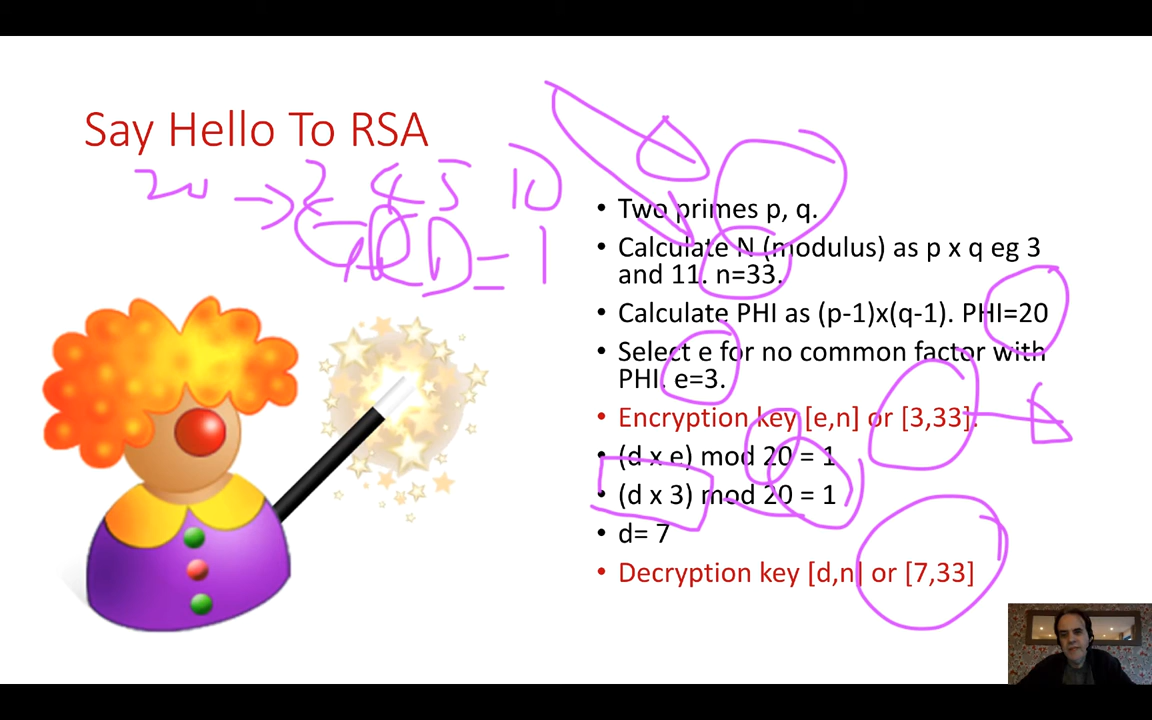 Say Hello To RSA
20 → 2 4 5 10
GCD = 1
• Two primes p, q.
• Calculate N (modulus) as p x q eg 3
and 11. n=33.
• Calculate PHI as (p-1)x(q-1). PHI=20
• Select e for no common factor with
PHI. e=3.
• Encryption key [e,n] or [3,33].
• (d x e) mod 20 = 1
• (d x 3) mod 20 = 1
• d= 7
• Decryption key [d,n] or [7,33]